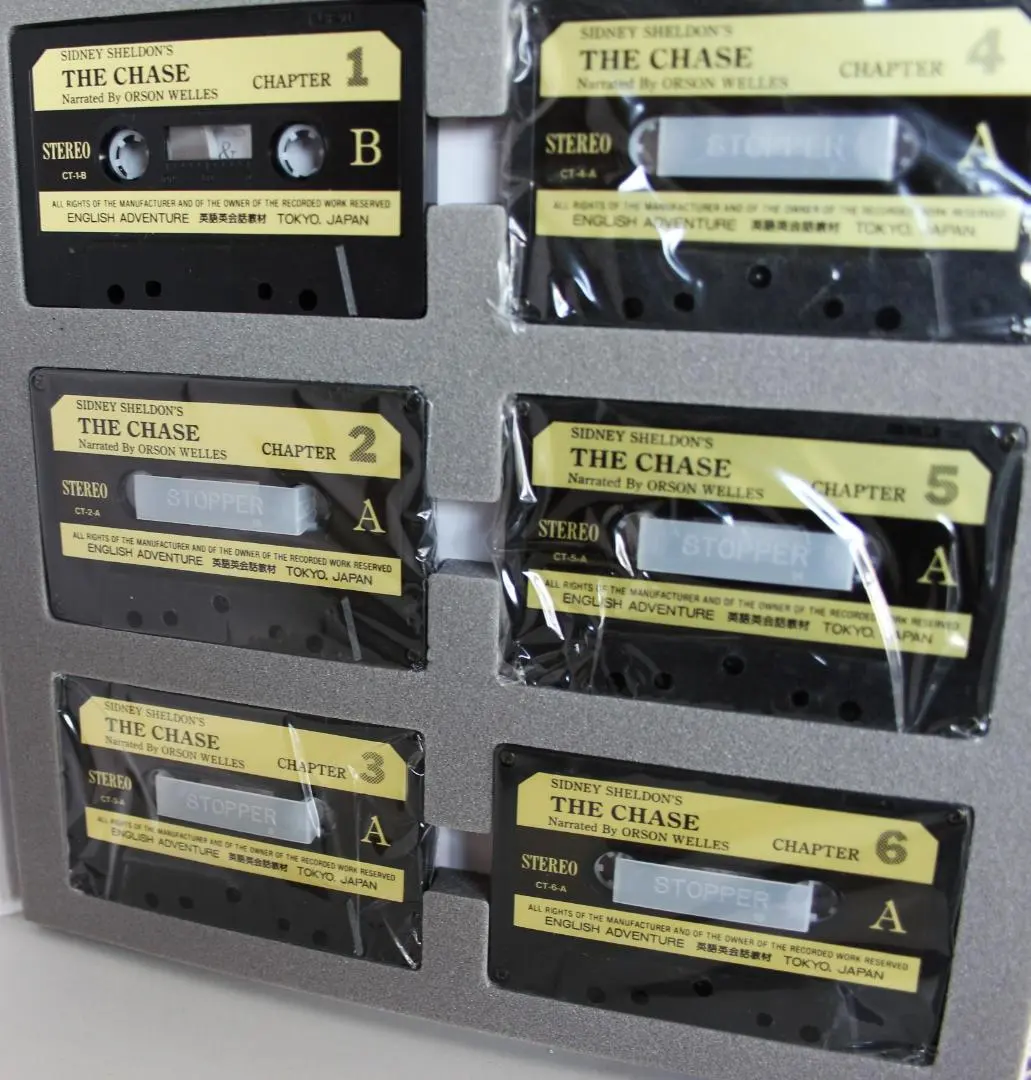 SIDNEY SHELDON'S
THE CHASE
CHAPTER 1
Narrated By ORSON WELLES
STEREO
B
CT-1-B
&
ALL RIGHTS OF THE MANUFACTURER AND OF THE OWNER OF THE RECORDED WORK RESERVED
ENGLISH ADVENTURE 英語英会話教材 TOKYO. JAPAN
SIDNEY SHELDON'S
THE CHASE
CHAPTER 2
Narrated By ORSON WELLES
STEREO
STOPPER
A
CT-2-A
ALL RIGHTS OF THE MANUFACTURER AND OF THE OWNER OF THE RECORDED WORK RESERVED
ENGLISH ADVENTURE 英語英会話教材 TOKYO. JAPAN
SIDNEY SHELDON'S
THE CHASE
CHAPTER 3
Narrated By ORSON WELLES
STEREO
STOPPER
A
CT-3-A
ALL RIGHTS OF THE MANUFACTURER AND OF THE OWNER OF THE RECORDED WORK RESERVED
ENGLISH ADVENTURE 英語英会話教材 TOKYO. JAPAN
SIDNEY SHELDON'S
THE CHASE
CHAPTER 4
Narrated By ORSON WELLES
STEREO
STOPPER
A
CT-4-A
ALL RIGHTS OF THE MANUFACTURER AND OF THE OWNER OF THE RECORDED WORK RESERVED
ENGLISH ADVENTURE 英語英会話教材 TOKYO. JAPAN
SIDNEY SHELDON'S
THE CHASE
CHAPTER 5
Narrated By ORSON WELLES
STEREO
STOPPER
A
CT-5-A
ALL RIGHTS OF THE MANUFACTURER AND OF THE OWNER OF THE RECORDED WORK RESERVED
ENGLISH ADVENTURE 英語英会話教材 TOKYO. JAPAN
SIDNEY SHELDON'S
THE CHASE
CHAPTER 6
Narrated By ORSON WELLES
STEREO
STOPPER
A
CT-6-A
ALL RIGHTS OF THE MANUFACTURER AND OF THE OWNER OF THE RECORDED WORK RESERVED
ENGLISH ADVENTURE 英語英会話教材 TOKYO. JAPAN